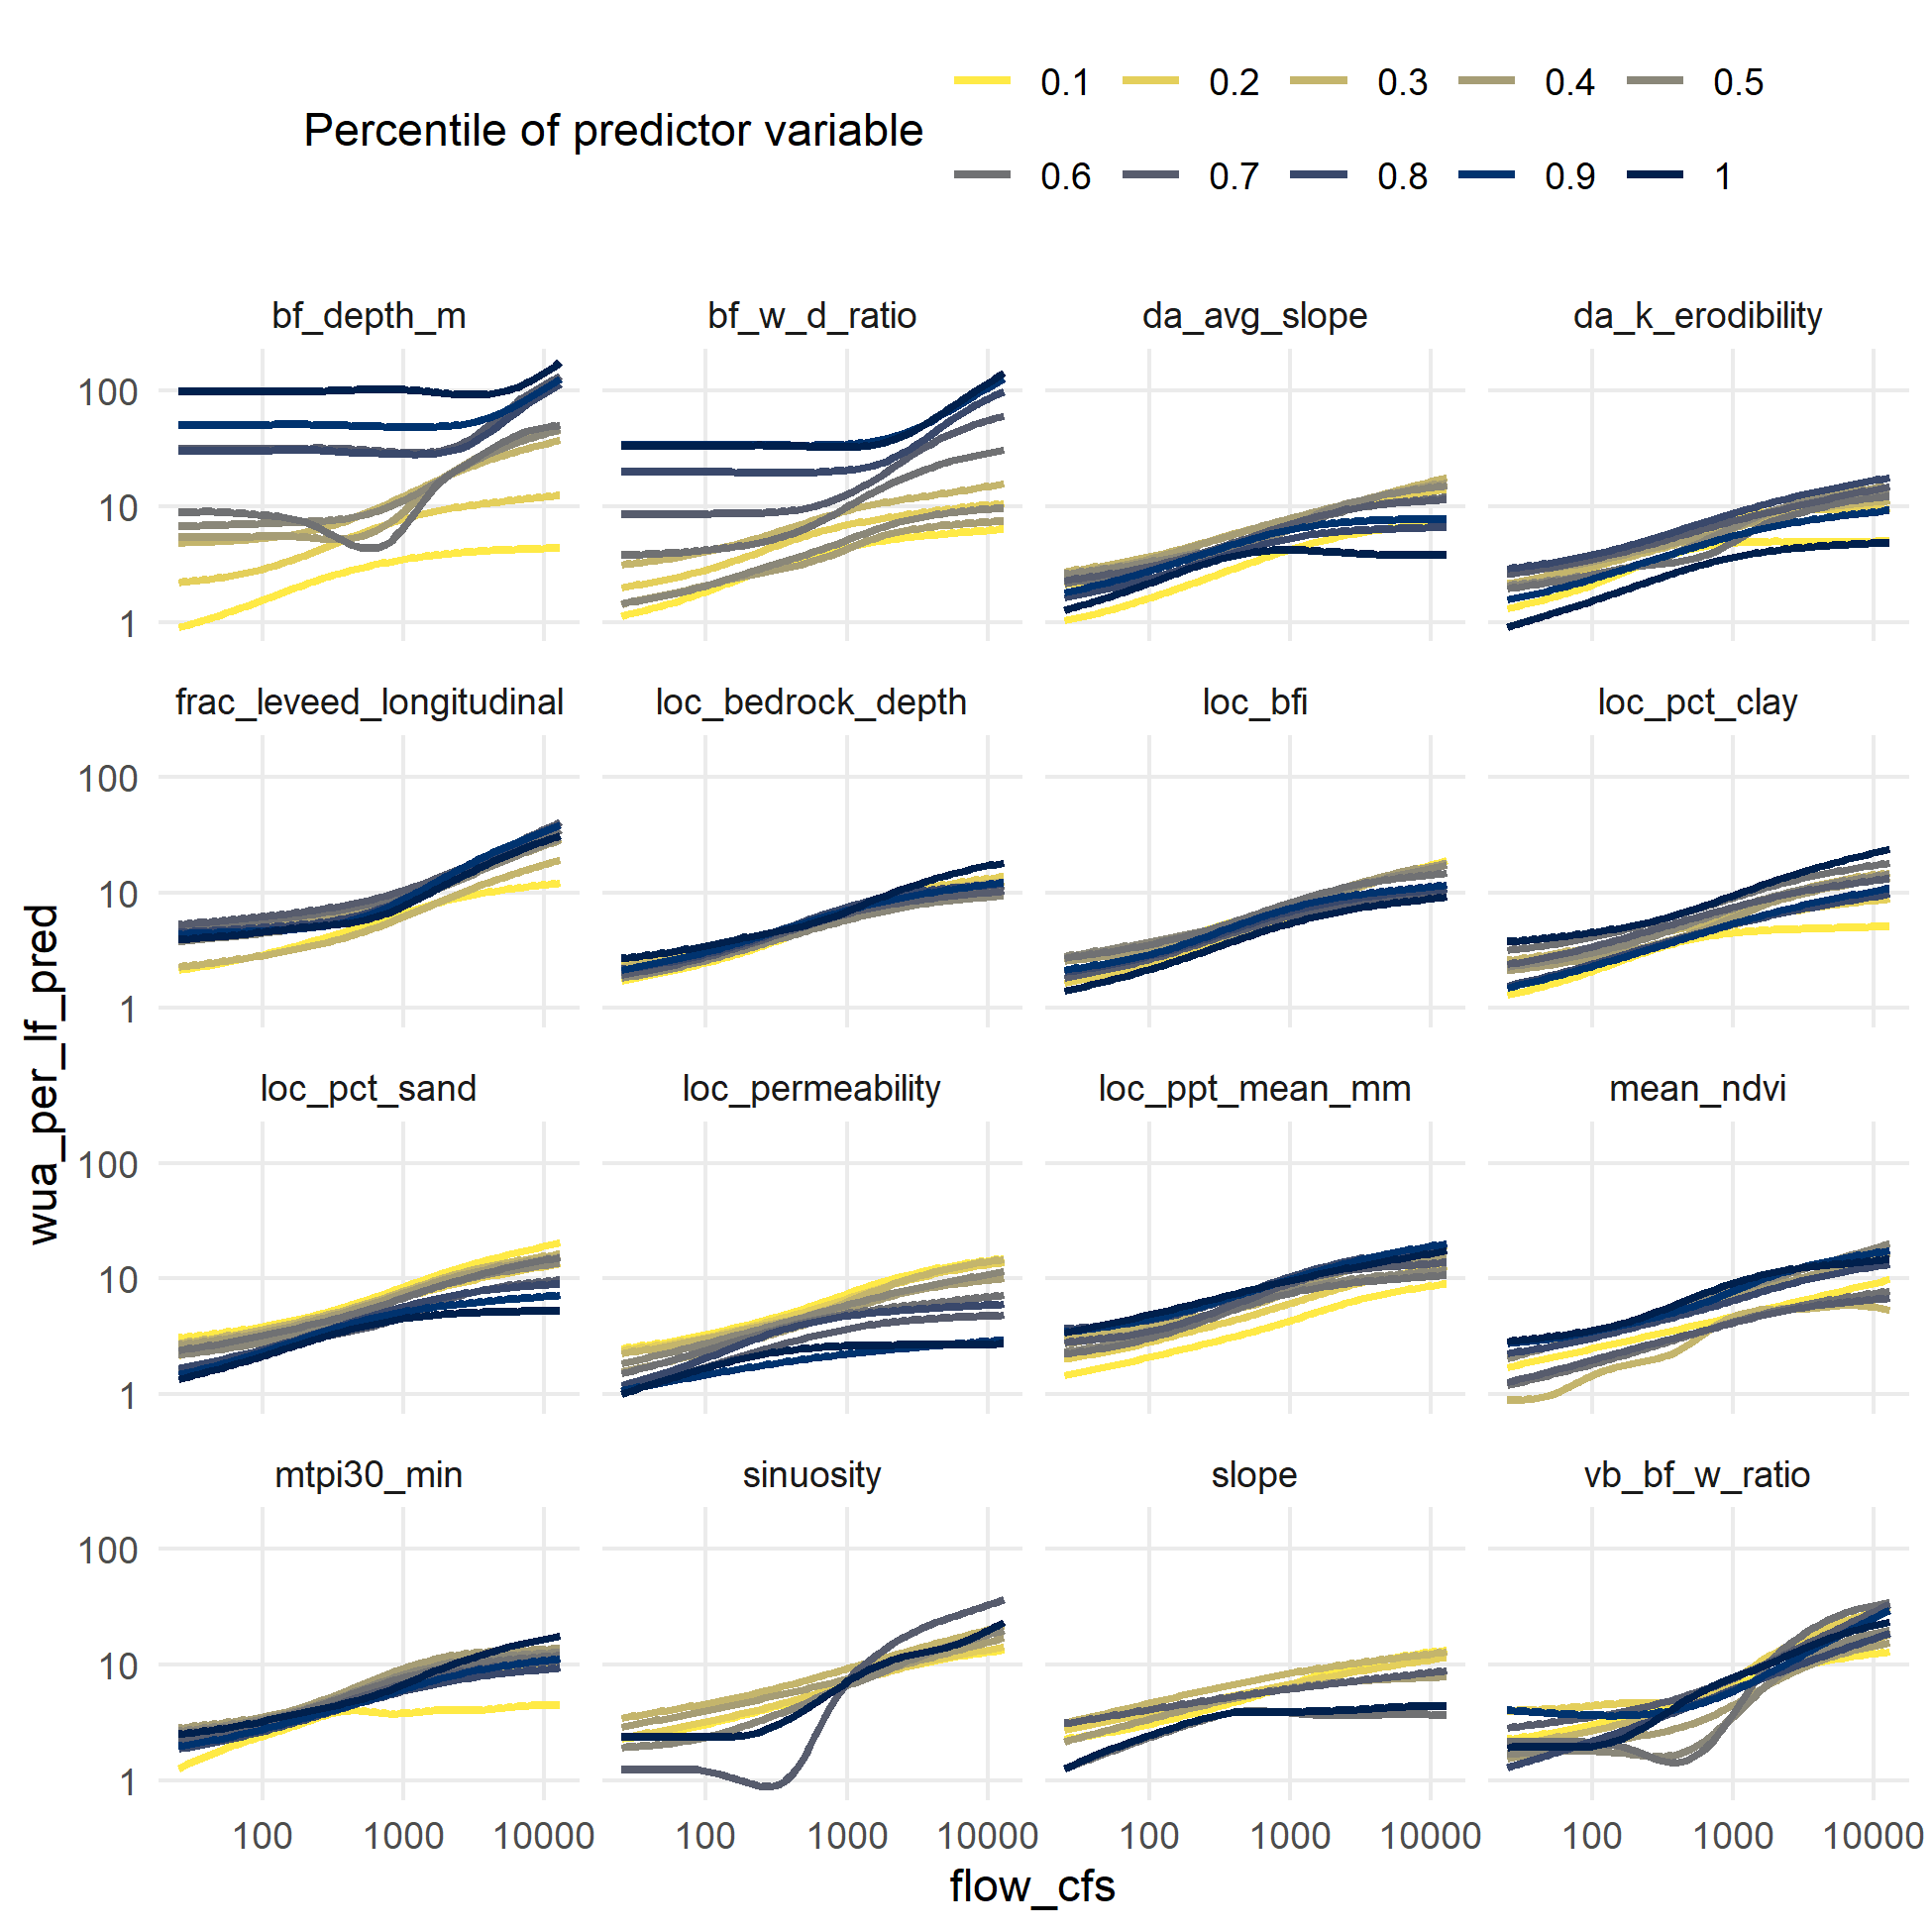 Percentile of predictor variable
0.1 0.2 0.3 0.4 0.5
0.6 0.7 0.8 0.9 1
bf_depth_m bf_w_d_ratio da_avg_slope da_k_erodibility
100
10
1
frac_leveed_longitudinal loc_bedrock_depth loc_bfi loc_pct_clay
100
10
1
wua_per_lf_pred
loc_pct_sand loc_permeability loc_ppt_mean_mm mean_ndvi
100
10
1
mtpi30_min sinuosity slope vb_bf_w_ratio
100
10
1
100 1000 10000 100 1000 10000 100 1000 10000 100 1000 10000
flow_cfs